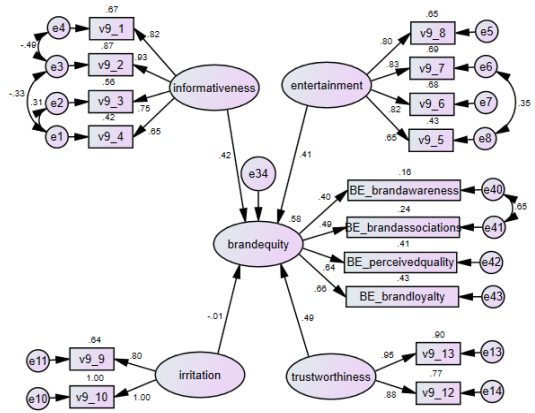 .67
e4 v9_1 .82
-.49 .87
e3 v9_2 .93
-.33 .56
.31 e2 v9_3 .75
.42
e1 v9_4 .65
informativeness
.65
.80 v9_8 e5
.69
.83 v9_7 e6
.68
.82 v9_6 e7 .35
.43
.65 v9_5 e8
entertainment
.42 .41
e34
.58
brandequity
.16
.40 BE_brandawareness e40
.24 .65
.49 BE_brandassociations e41
.41
.64 BE_perceivedquality e42
.43
.66 BE_brandloyalty e43
-.01 .49
.64
e11 v9_9 .80
1.00
e10 v9_10 1.00
irritation
trustworthiness
.90
.95 v9_13 e13
.77
.88 v9_12 e14